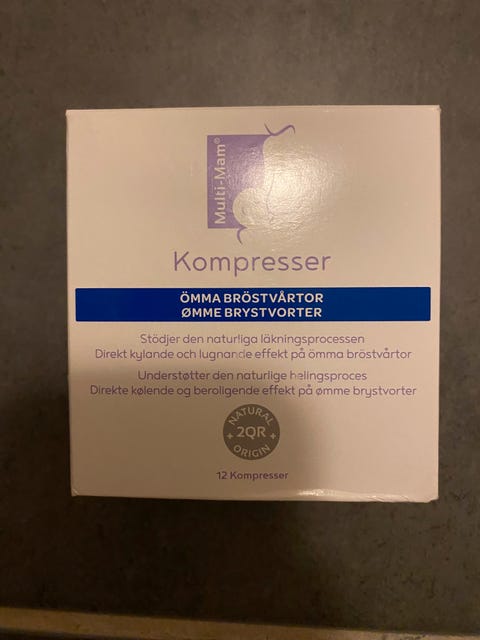 Multi-Mam®
Kompresser
ÖMMA BRÖSTVÅRTOR
ØMME BRYSTVORTER
Stödjer den naturliga läkningsprocessen
Direkt kylande och lugnande effekt på ömma bröstvårtor
Understøtter den naturlige helingsproces
Direkte kølende og beroligende effekt på ømme brystvorter
NATURAL
+ 2QR +
ORIGIN
12 Kompresser